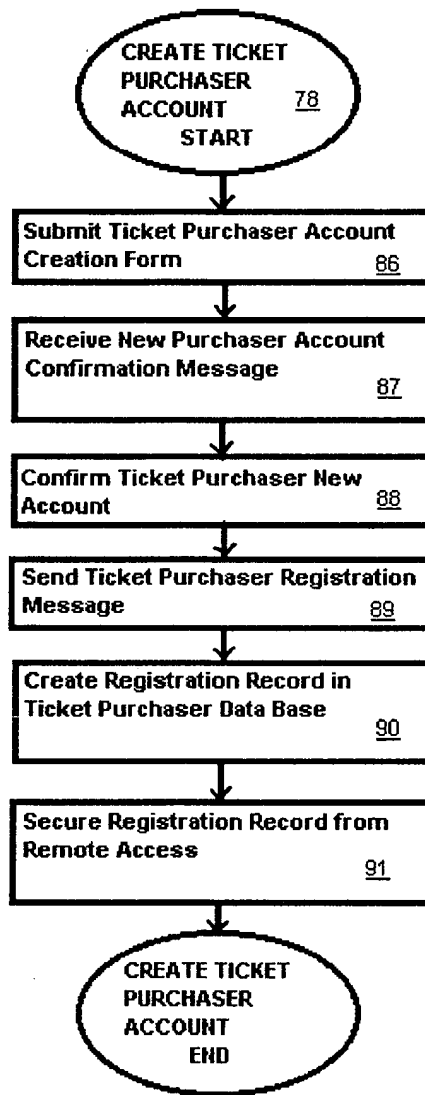 CREATE TICKET
PURCHASER
ACCOUNT 78
START
Submit Ticket Purchaser Account
Creation Form 86
Receive New Purchaser Account
Confirmation Message
87
Confirm Ticket Purchaser New
Account 88
Send Ticket Purchaser Registration
Message 89
Create Registration Record in
Ticket Purchaser Data Base
90
Secure Registration Record from
Remote Access
91
CREATE TICKET
PURCHASER
ACCOUNT
END